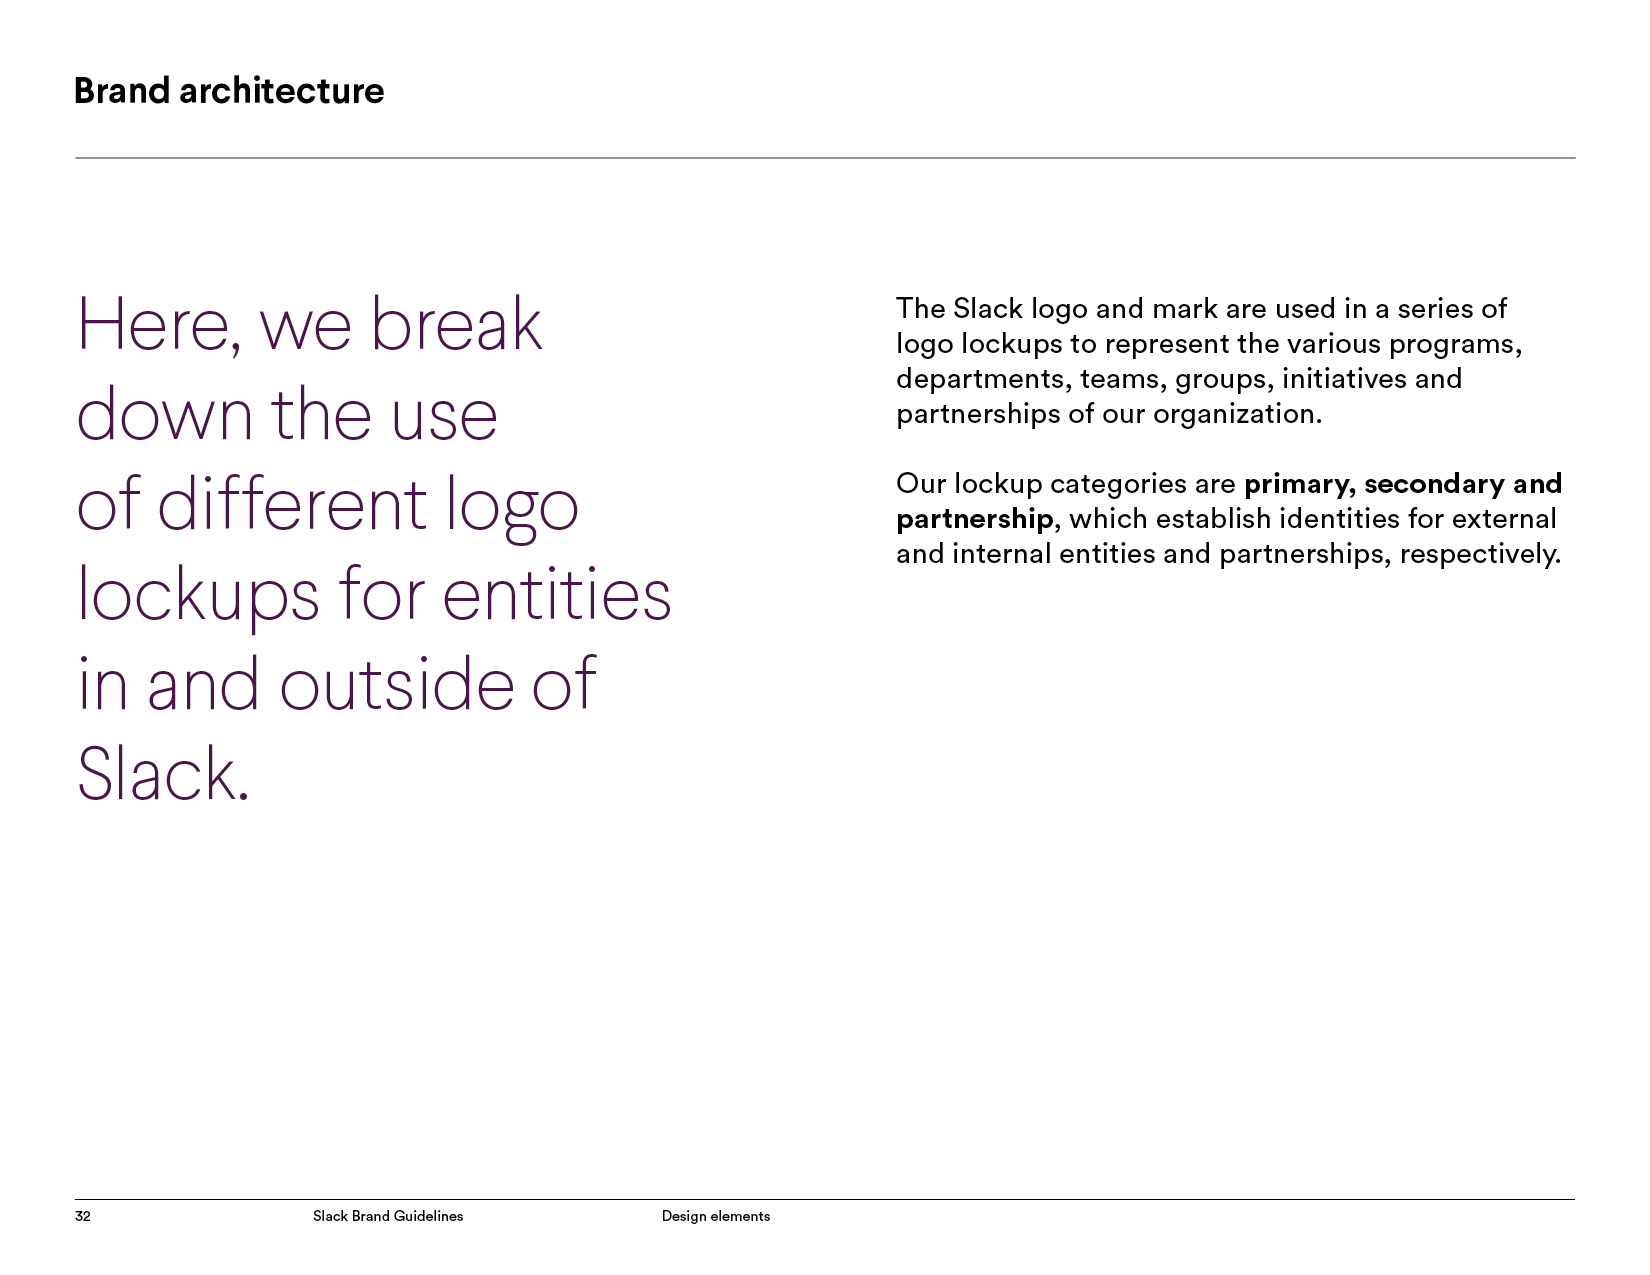 Brand architecture
Here, we break
down the use
of different logo
lockups for entities
in and outside of
Slack.
The Slack logo and mark are used in a series of
logo lockups to represent the various programs,
departments, teams, groups, initiatives and
partnerships of our organization.
Our lockup categories are primary, secondary and
partnership, which establish identities for external
and internal entities and partnerships, respectively.
32
Slack Brand Guidelines
Design elements